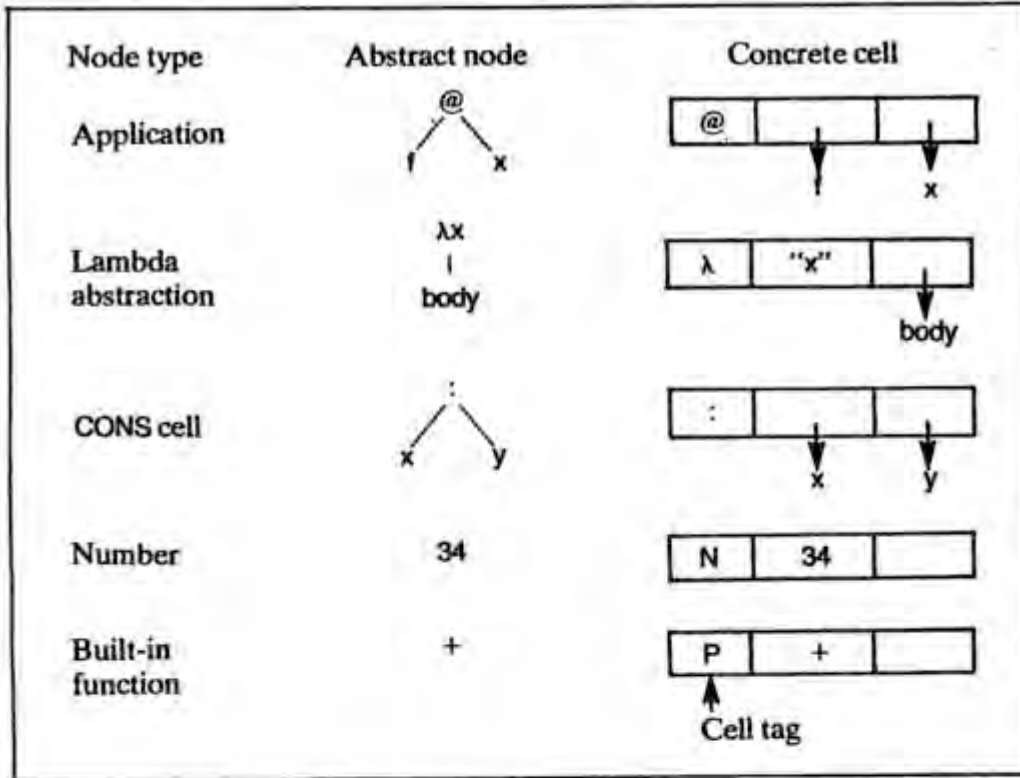 Node type Abstract node Concrete cell
Application
@
f x
@
f x
Lambda
abstraction
λx
body
λ "x"
body
CONS cell
:
x y
:
x y
Number 34 N 34
Built-in
function
+
P +
Cell tag